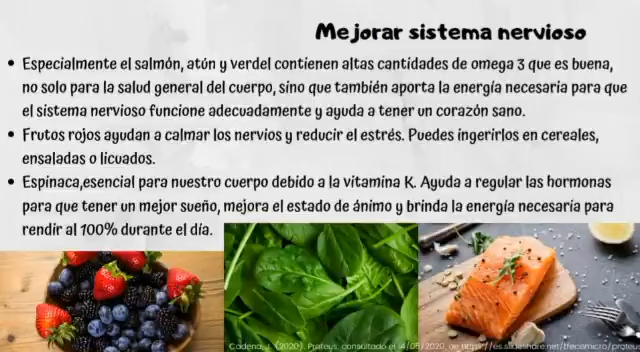 Mejorar sistema nervioso
• Especialmente el salmón, atún y verdel contienen altas cantidades de omega 3 que es buena,
no solo para la salud general del cuerpo, sino que también aporta la energía necesaria para que
el sistema nervioso funcione adecuadamente y ayuda a tener un corazón sano.
• Frutos rojos ayudan a calmar los nervios y reducir el estrés. Puedes ingerirlos en cereales,
ensaladas o licuados.
• Espinaca,esencial para nuestro cuerpo debido a la vitamina K. Ayuda a regular las hormonas
para que tener un mejor sueño, mejora el estado de ánimo y brinda la energía necesaria para
rendir al 100% durante el día.
Cadena, J. (2020). consultado el 4/05/2020, de https://es.slideshare.net/